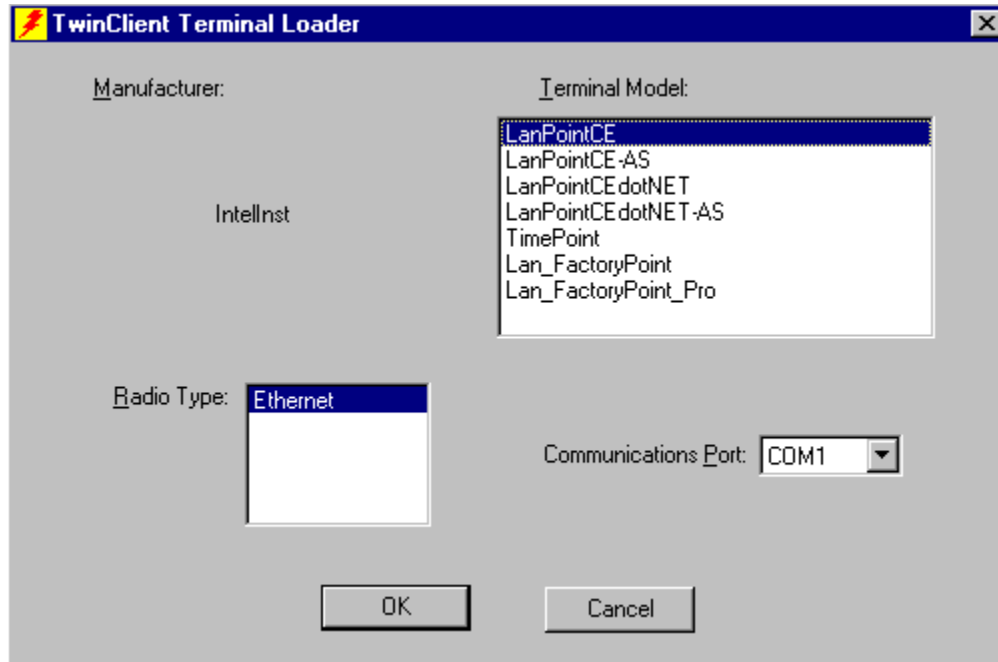 TwinClient Terminal Loader
Manufacturer:
Terminal Model:
LanPointCE
LanPointCE-AS
LanPointCEdotNET
LanPointCEdotNET-AS
TimePoint
Lan_FactoryPoint
Lan_FactoryPoint_Pro
IntelInst
Radio Type:
Ethernet
Communications Port:
COM1
OK
Cancel